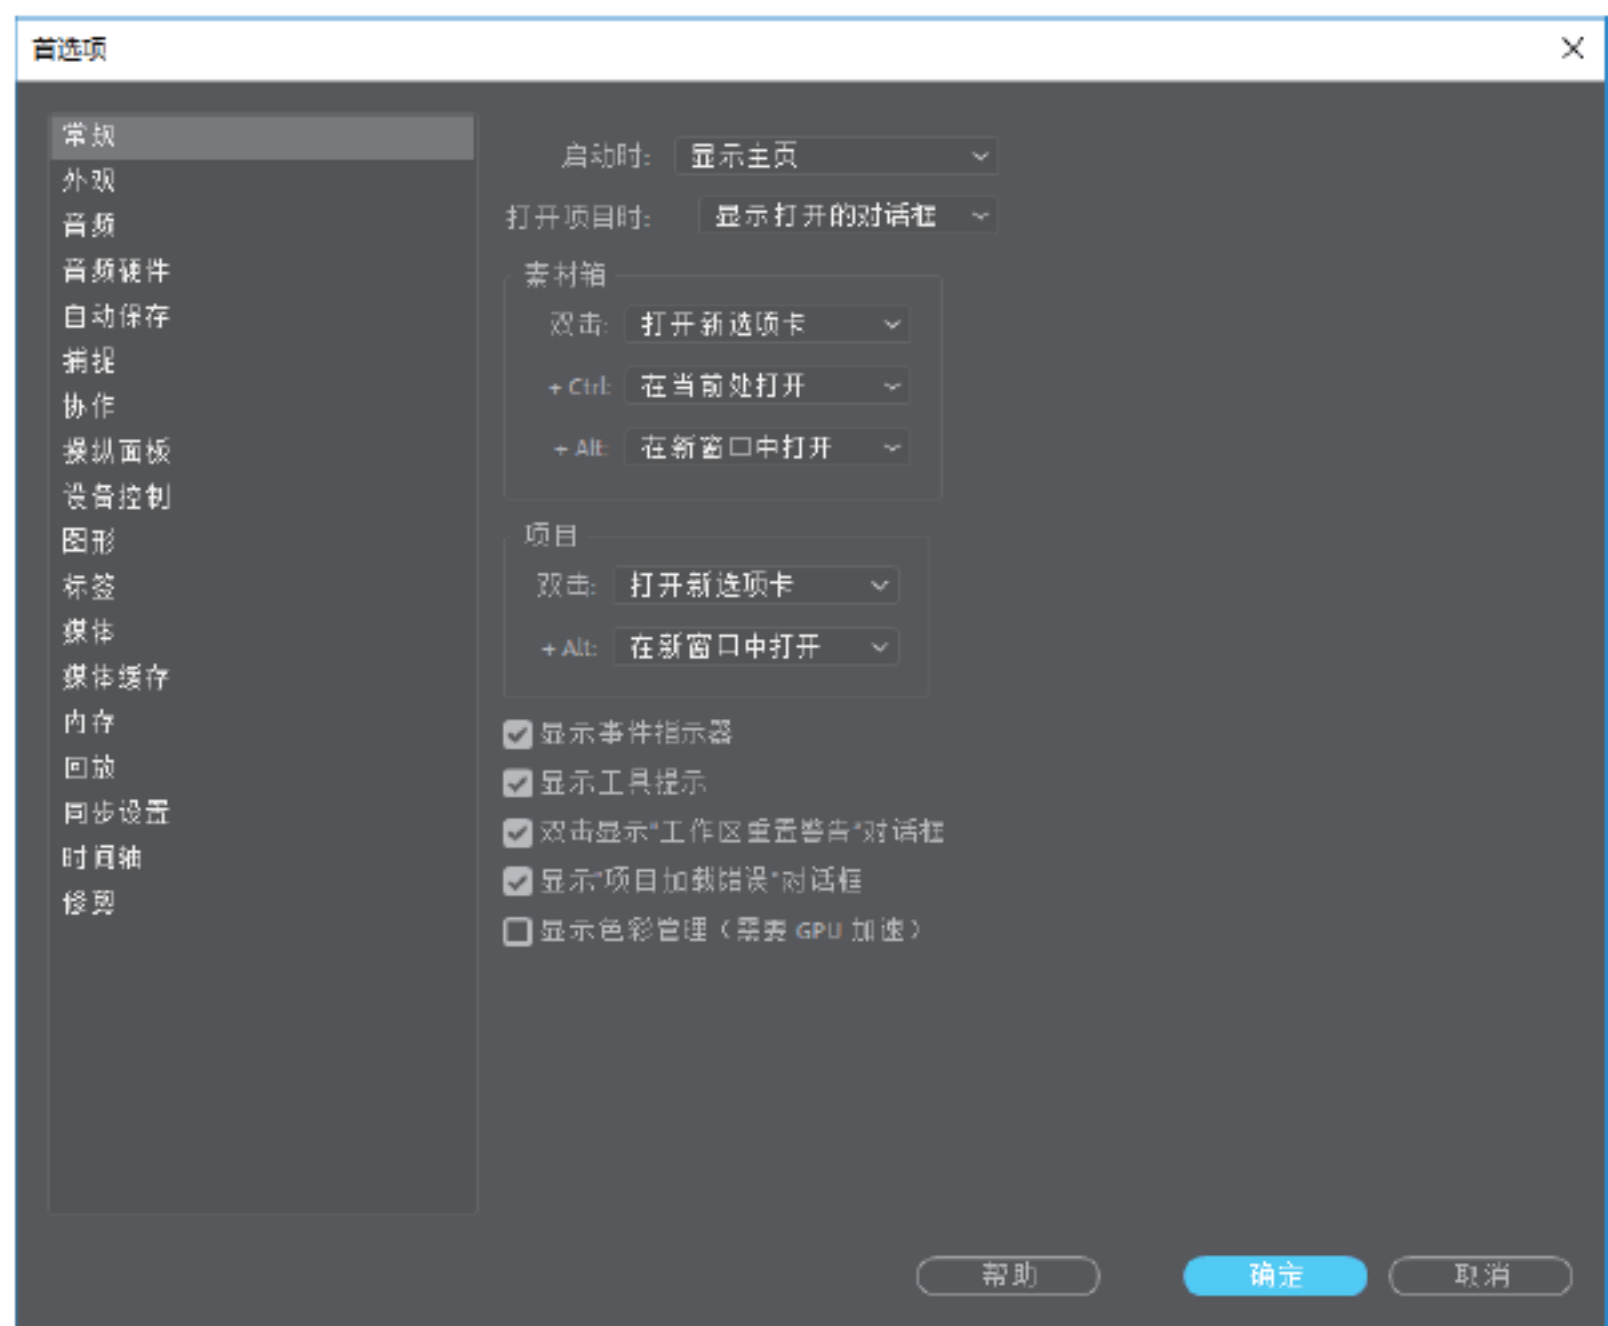 首选项
常规
外观
音频
音频硬件
自动保存
捕捉
协作
操纵面板
设备控制
图形
标签
媒体
媒体缓存
内存
回放
同步设置
时间轴
修剪
启动时: 显示主页
打开项目时: 显示打开的对话框
素材箱
双击: 打开新选项卡
+ Ctrl: 在当前处打开
+ Alt: 在新窗口中打开
项目
双击: 打开新选项卡
+ Alt: 在新窗口中打开
显示事件指示器
显示工具提示
双击显示"工作区重置警告"对话框
显示"项目加载错误"对话框
显示色彩管理（需要 GPU 加速）
帮助 确定 取消